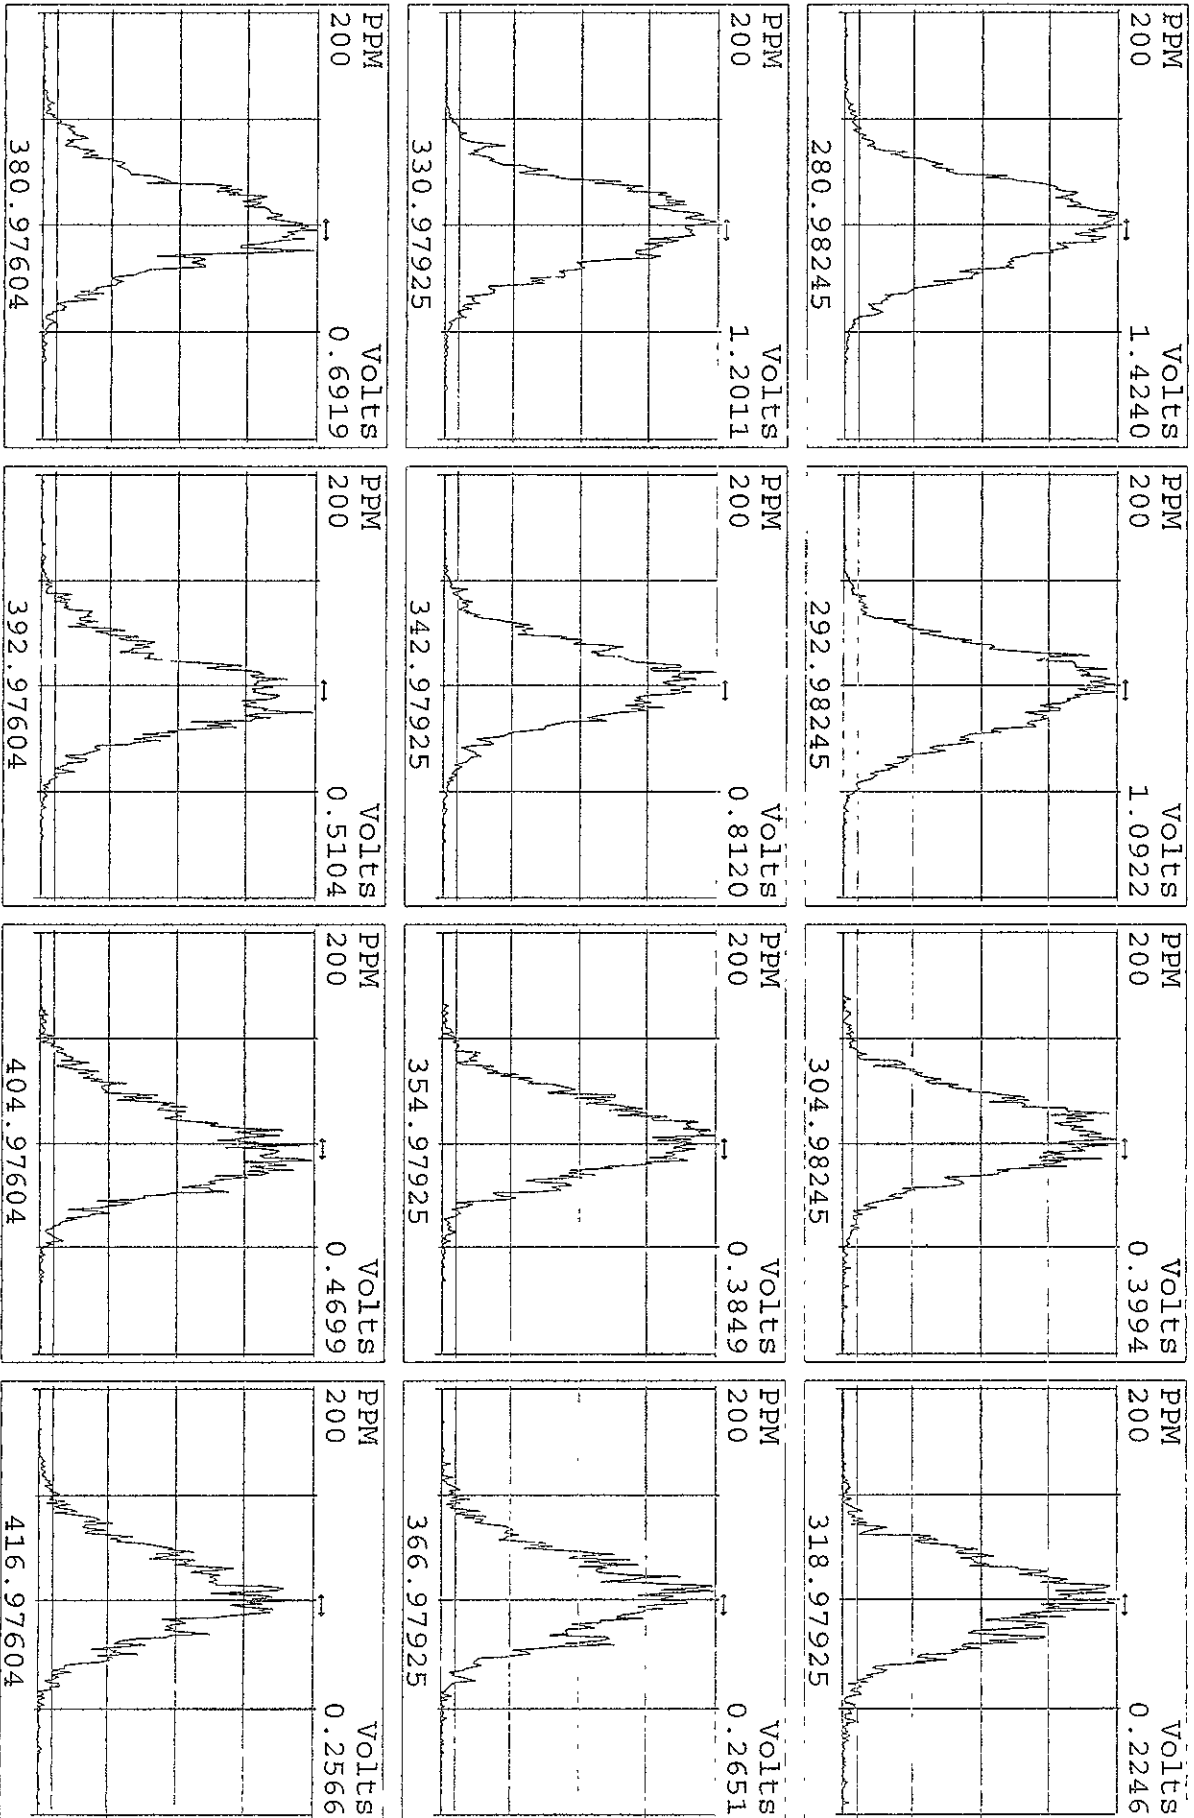 PPM Volts
200 1.4240
280.98245
PPM Volts
200 1.0922
292.98245
PPM Volts
200 0.3994
304.98245
PPM Volts
200 0.2246
318.97925
PPM Volts
200 1.2011
330.97925
PPM Volts
200 0.8120
342.97925
PPM Volts
200 0.3849
354.97925
PPM Volts
200 0.2651
366.97925
PPM Volts
200 0.6919
380.97604
PPM Volts
200 0.5104
392.97604
PPM Volts
200 0.4699
404.97604
PPM Volts
200 0.2566
416.97604